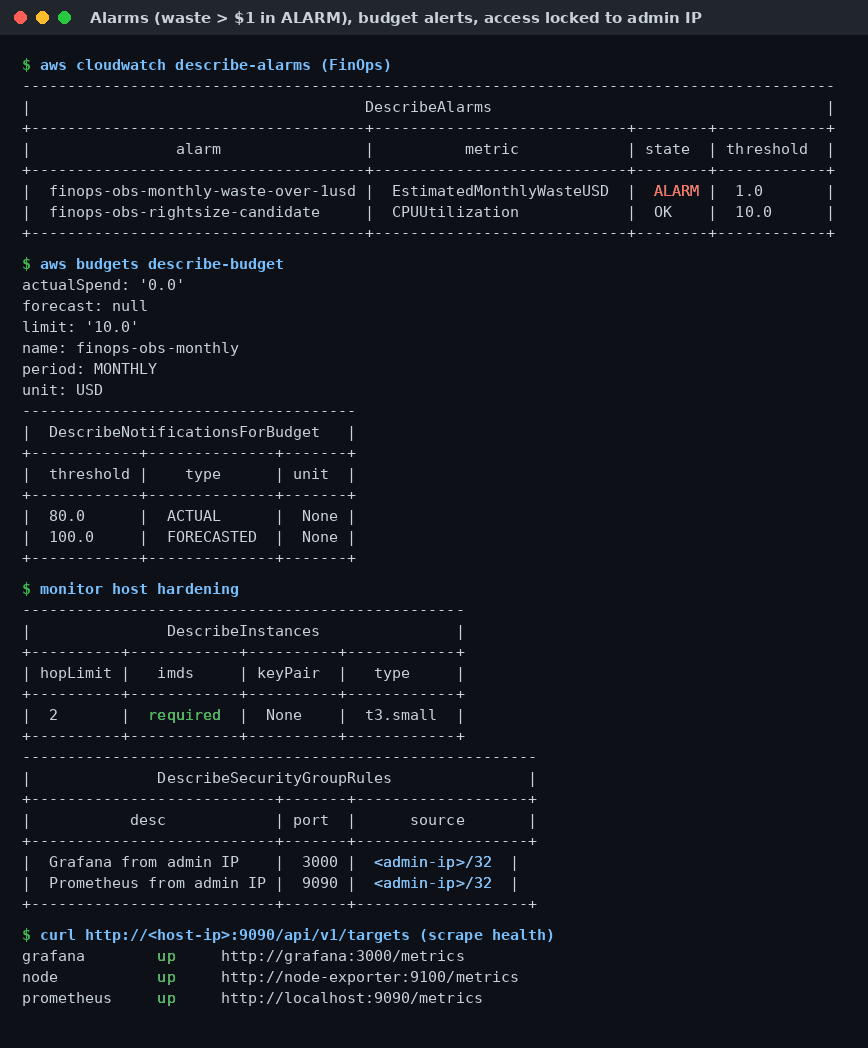 Alarms (waste > $1 in ALARM), budget alerts, access locked to admin IP
$ aws cloudwatch describe-alarms (FinOps)
------------------------------------------------------------------------------------------
|                                     DescribeAlarms                                     |
+-------------------------------------+----------------------------+--------+------------+
|                alarm                |          metric            | state  | threshold  |
+-------------------------------------+----------------------------+--------+------------+
|  finops-obs-monthly-waste-over-1usd |  EstimatedMonthlyWasteUSD  |  ALARM |  1.0       |
|  finops-obs-rightsize-candidate     |  CPUUtilization            |  OK    |  10.0      |
+-------------------------------------+----------------------------+--------+------------+
$ aws budgets describe-budget
actualSpend: '0.0'
forecast: null
limit: '10.0'
name: finops-obs-monthly
period: MONTHLY
unit: USD
-------------------------------------
|  DescribeNotificationsForBudget   |
+------------+--------------+-------+
|  threshold |    type      | unit  |
+------------+--------------+-------+
|  80.0      |  ACTUAL      |  None |
|  100.0     |  FORECASTED  |  None |
+------------+--------------+-------+
$ monitor host hardening
-------------------------------------------------
|               DescribeInstances               |
+----------+------------+----------+------------+
| hopLimit |   imds     | keyPair  |   type     |
+----------+------------+----------+------------+
|  2       |  required  |  None    |  t3.small  |
+----------+------------+----------+------------+
---------------------------------------------------------
|              DescribeSecurityGroupRules               |
+---------------------------+-------+-------------------+
|           desc            | port  |      source       |
+---------------------------+-------+-------------------+
|  Grafana from admin IP    |  3000 |  <admin-ip>/32  |
|  Prometheus from admin IP |  9090 |  <admin-ip>/32  |
+---------------------------+-------+-------------------+
$ curl http://<host-ip>:9090/api/v1/targets (scrape health)
grafana        up     http://grafana:3000/metrics
node           up     http://node-exporter:9100/metrics
prometheus     up     http://localhost:9090/metrics